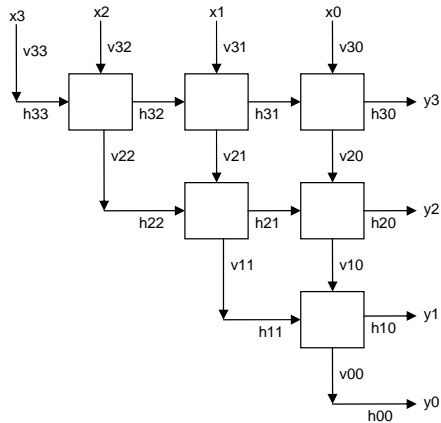 x3 x2 x1 x0
v33 v32 v31 v30
h33 h32 h31 h30 y3
v22 v21 v20
h22 h21 h20 y2
v11 v10
h11 h10 y1
v00
h00 y0